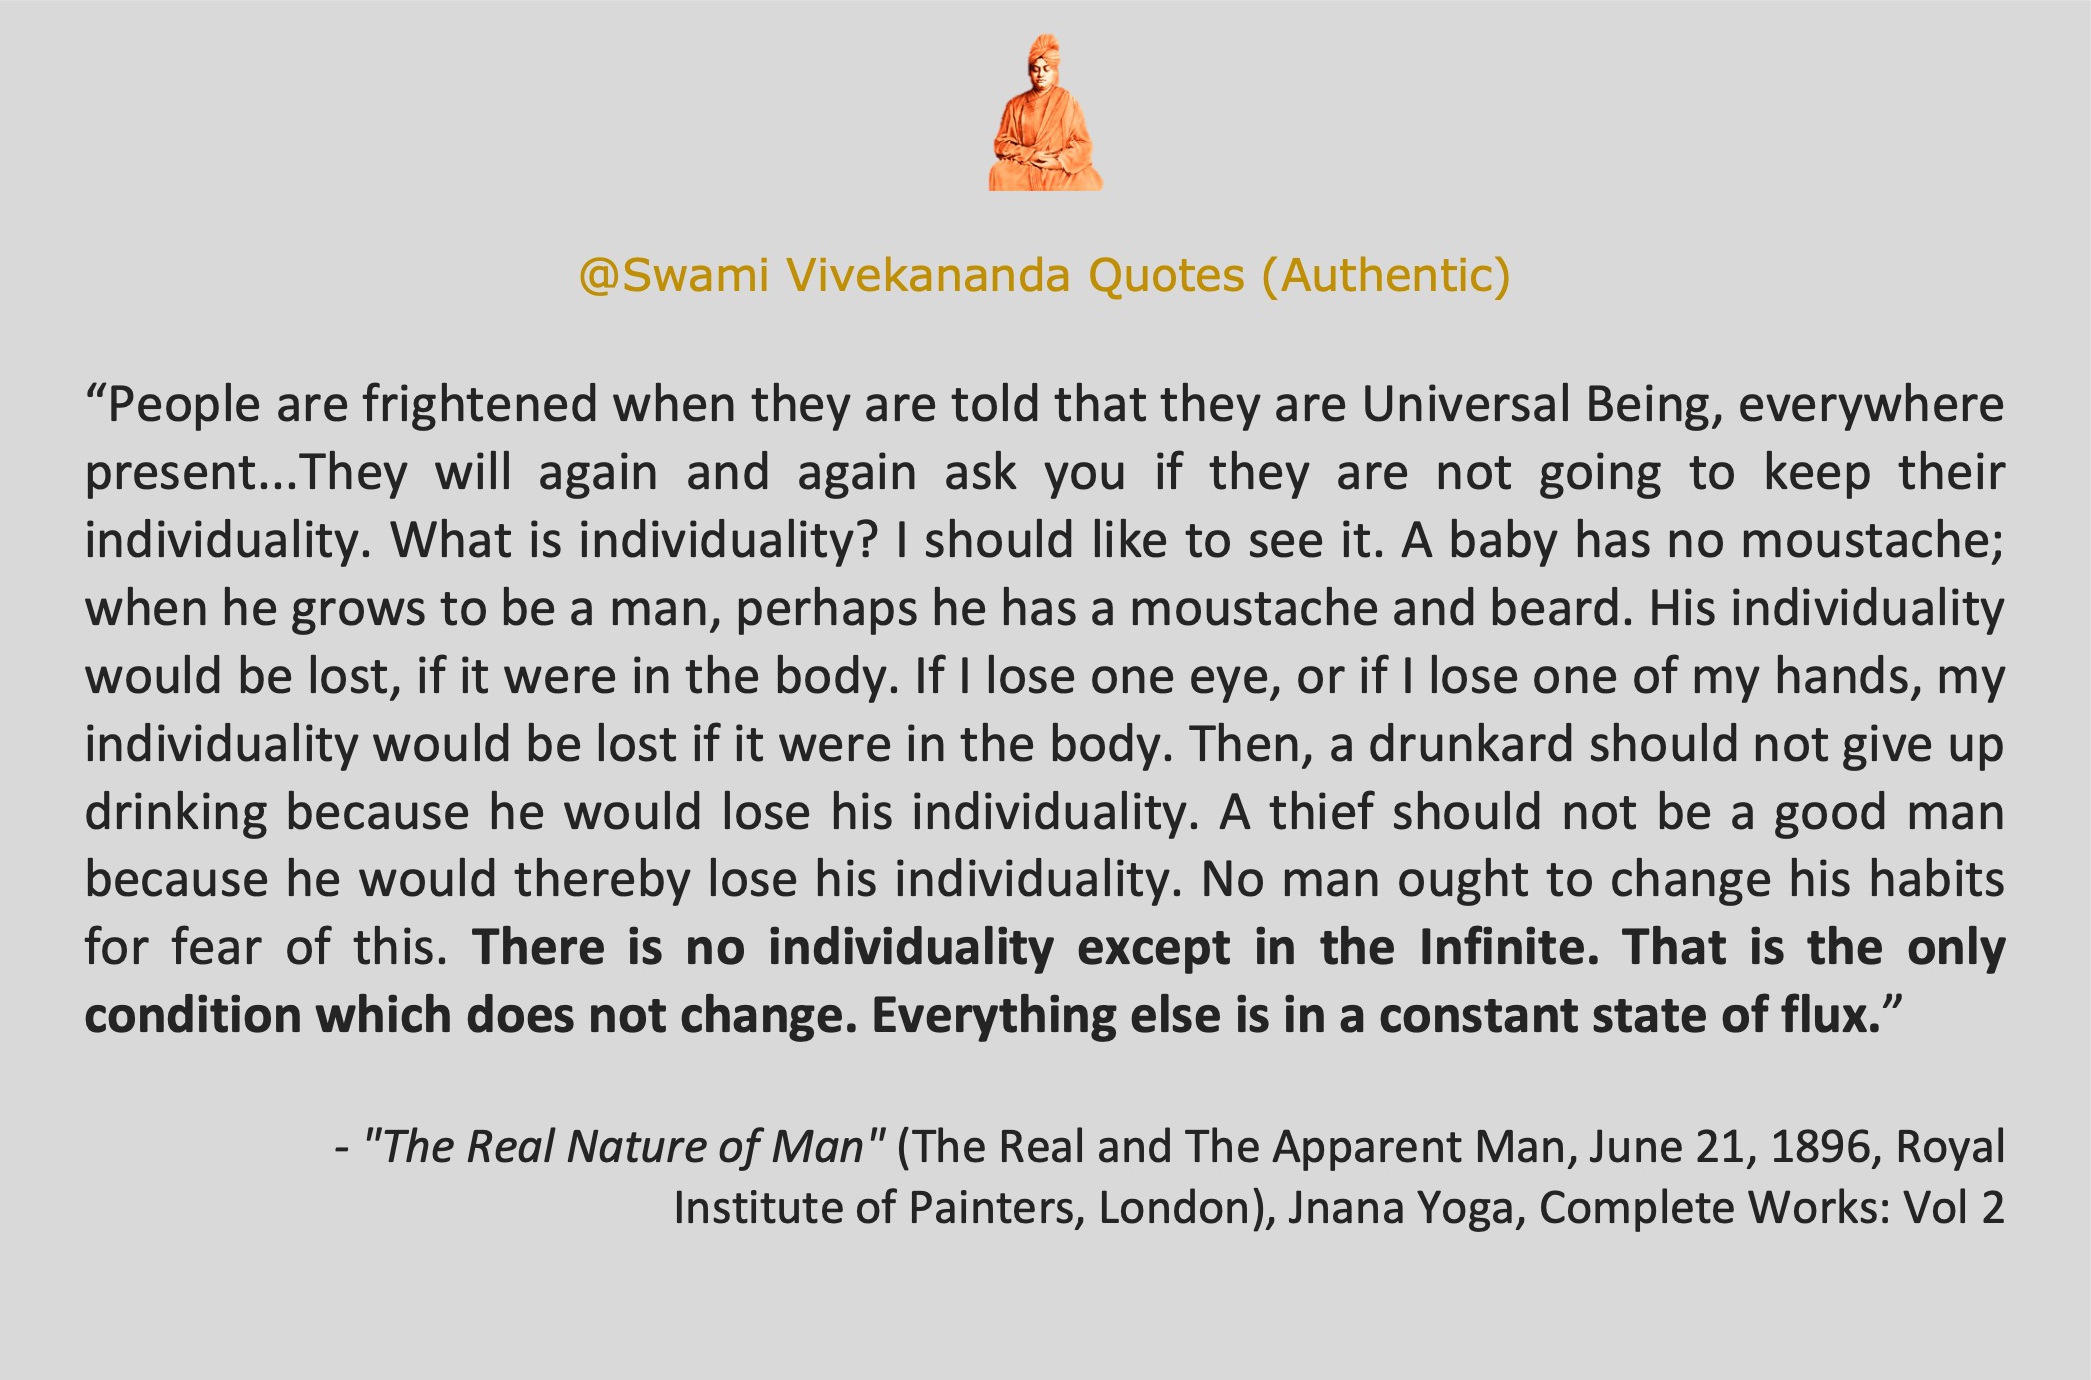 @Swami Vivekananda Quotes (Authentic)
“People are frightened when they are told that they are Universal Being, everywhere
present...They will again and again ask you if they are not going to keep their
individuality. What is individuality? I should like to see it. A baby has no moustache;
when he grows to be a man, perhaps he has a moustache and beard. His individuality
would be lost, if it were in the body. If I lose one eye, or if I lose one of my hands, my
individuality would be lost if it were in the body. Then, a drunkard should not give up
drinking because he would lose his individuality. A thief should not be a good man
because he would thereby lose his individuality. No man ought to change his habits
for fear of this. There is no individuality except in the Infinite. That is the only
condition which does not change. Everything else is in a constant state of flux.”
- "The Real Nature of Man" (The Real and The Apparent Man, June 21, 1896, Royal
Institute of Painters, London), Jnana Yoga, Complete Works: Vol 2